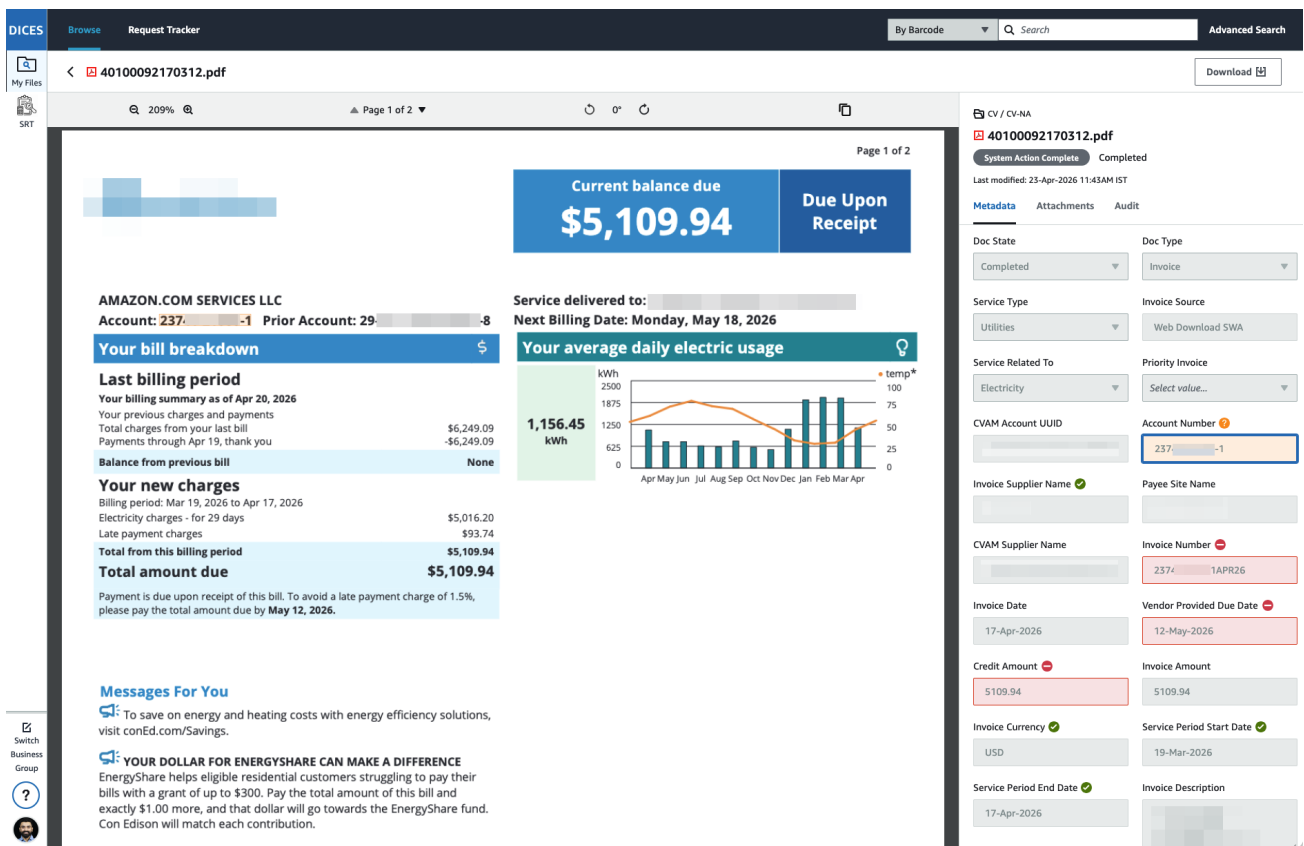 DICES
Browse
Request Tracker
By Barcode
Search
Advanced Search
My Files
SRT
40100092170312.pdf
Download
209%
Page 1 of 2
0°
Page 1 of 2
Current balance due
$5,109.94
Due Upon
Receipt
AMAZON.COM SERVICES LLC
Account: 237 -1 Prior Account: 29- -8
Service delivered to:
Next Billing Date: Monday, May 18, 2026
Your bill breakdown $
Last billing period
Your billing summary as of Apr 20, 2026
Your previous charges and payments
Total charges from your last bill $6,249.09
Payments through Apr 19, thank you -$6,249.09
Balance from previous bill None
Your new charges
Billing period: Mar 19, 2026 to Apr 17, 2026
Electricity charges - for 29 days $5,016.20
Late payment charges $93.74
Total from this billing period $5,109.94
Total amount due $5,109.94
Payment is due upon receipt of this bill. To avoid a late payment charge of 1.5%,
please pay the total amount due by May 12, 2026.
Your average daily electric usage
1,156.45
kWh
kWh temp*
2500 100
1875 75
1250 50
625 25
0 0
Apr May Jun Jul Aug Sep Oct Nov Dec Jan Feb Mar Apr
Messages For You
To save on energy and heating costs with energy efficiency solutions,
visit conEd.com/Savings.
YOUR DOLLAR FOR ENERGYSHARE CAN MAKE A DIFFERENCE
EnergyShare helps eligible residential customers struggling to pay their
bills with a grant of up to $300. Pay the total amount of this bill and
exactly $1.00 more, and that dollar will go towards the EnergyShare fund.
Con Edison will match each contribution.
CV / CV-NA
40100092170312.pdf
System Action Complete Completed
Last modified: 23-Apr-2026 11:43AM IST
Metadata Attachments Audit
Doc State Doc Type
Completed Invoice
Service Type Invoice Source
Utilities Web Download SWA
Service Related To Priority Invoice
Electricity Select value...
CVAM Account UUID Account Number ?
237 -1
Invoice Supplier Name Payee Site Name
CVAM Supplier Name Invoice Number
2374 1APR26
Invoice Date Vendor Provided Due Date
17-Apr-2026 12-May-2026
Credit Amount Invoice Amount
5109.94 5109.94
Invoice Currency Service Period Start Date
USD 19-Mar-2026
Service Period End Date Invoice Description
17-Apr-2026
Switch
Business
Group
?